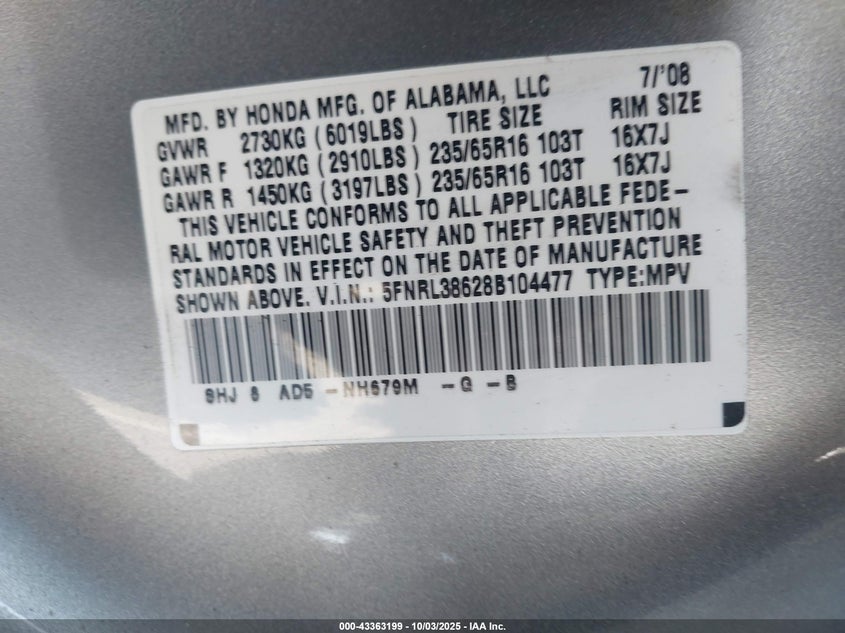 MFD. BY HONDA MFG. OF ALABAMA, LLC 7/'08
GVWR 2730KG (6019LBS) TIRE SIZE RIM SIZE
GAWR F 1320KG (2910LBS) 235/65R16 103T 16X7J
GAWR R 1450KG (3197LBS) 235/65R16 103T 16X7J
THIS VEHICLE CONFORMS TO ALL APPLICABLE FEDE-
RAL MOTOR VEHICLE SAFETY AND THEFT PREVENTION
STANDARDS IN EFFECT ON THE DATE OF MANUFACTURE
SHOWN ABOVE. V.I.N.: 5FNRL38628B104477 TYPE:MPV
AD5 -NH679M -G -B
000-43363199 - 10/03/2025 - IAA Inc.